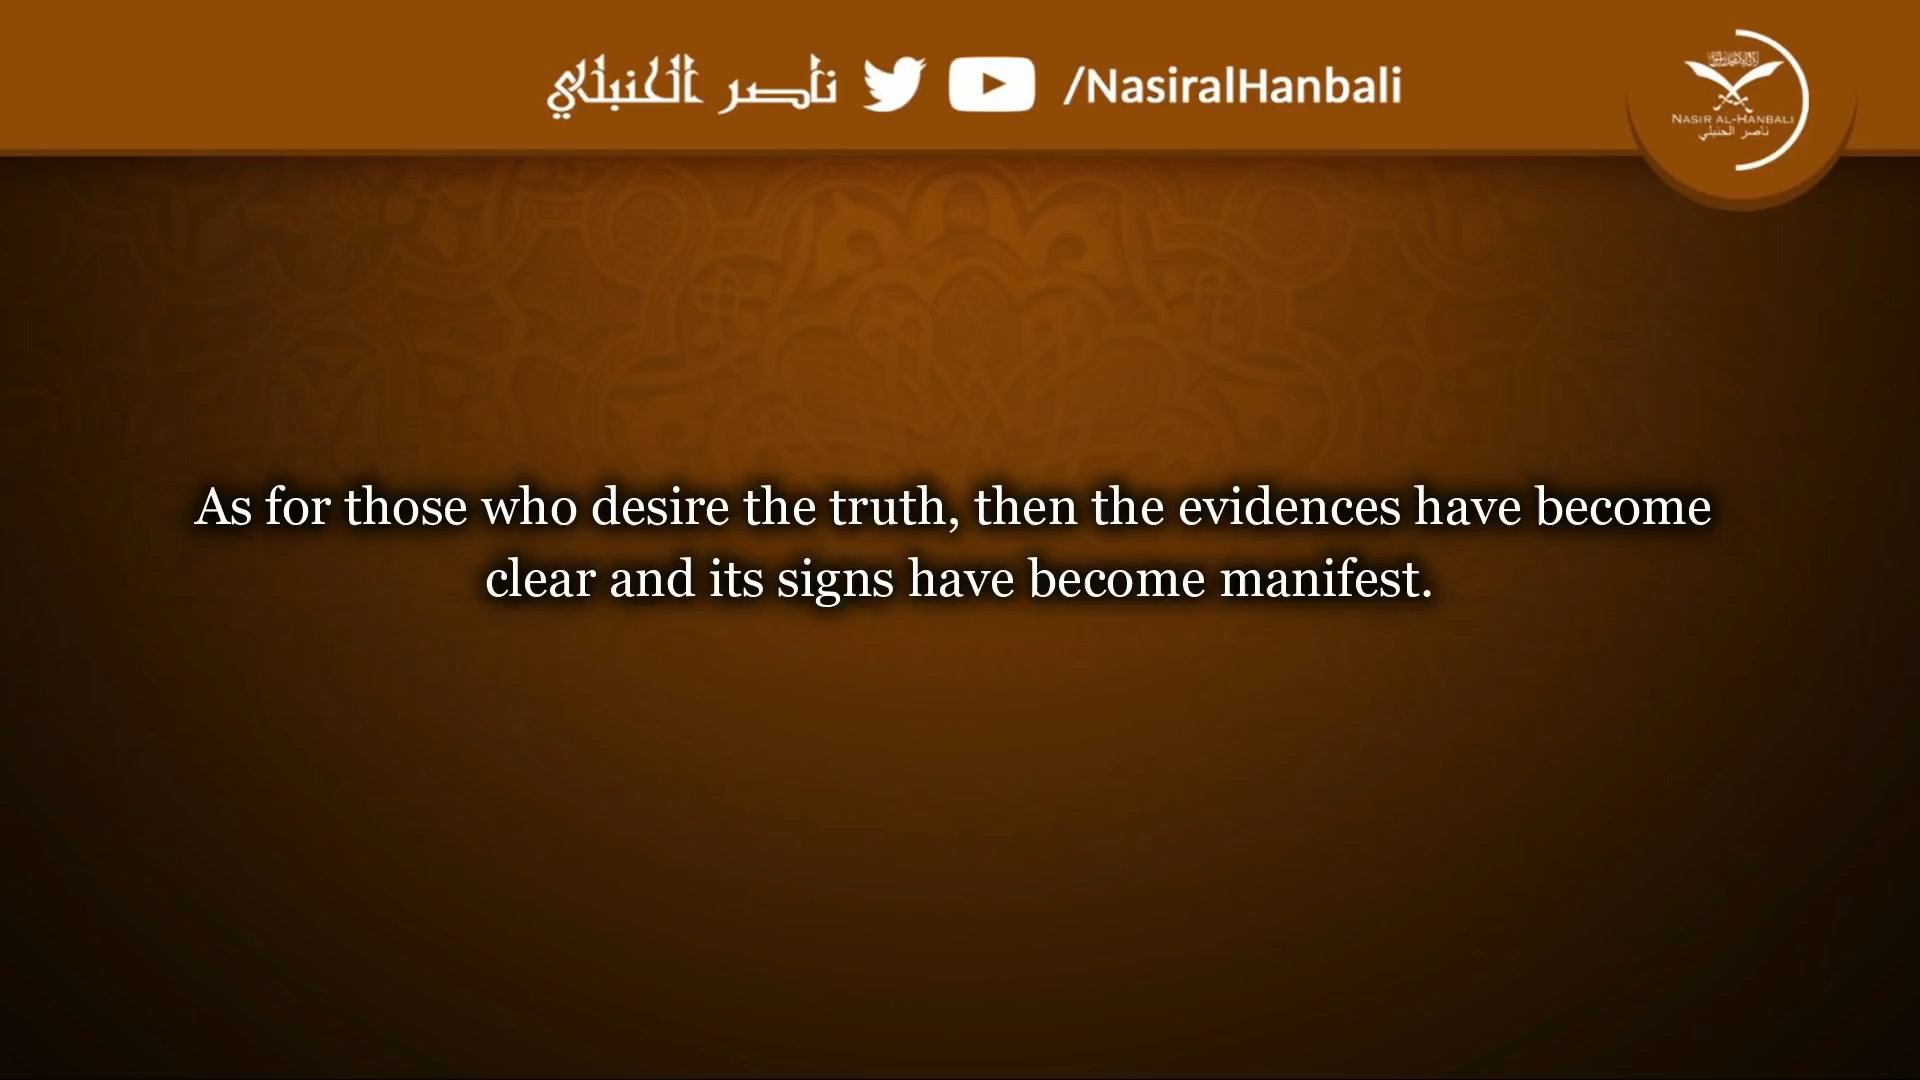 ناصر الحنبلي /NasiralHanbali
NASIR AL-HANBALI
ناصر الحنبلي
As for those who desire the truth, then the evidences have become
clear and its signs have become manifest.